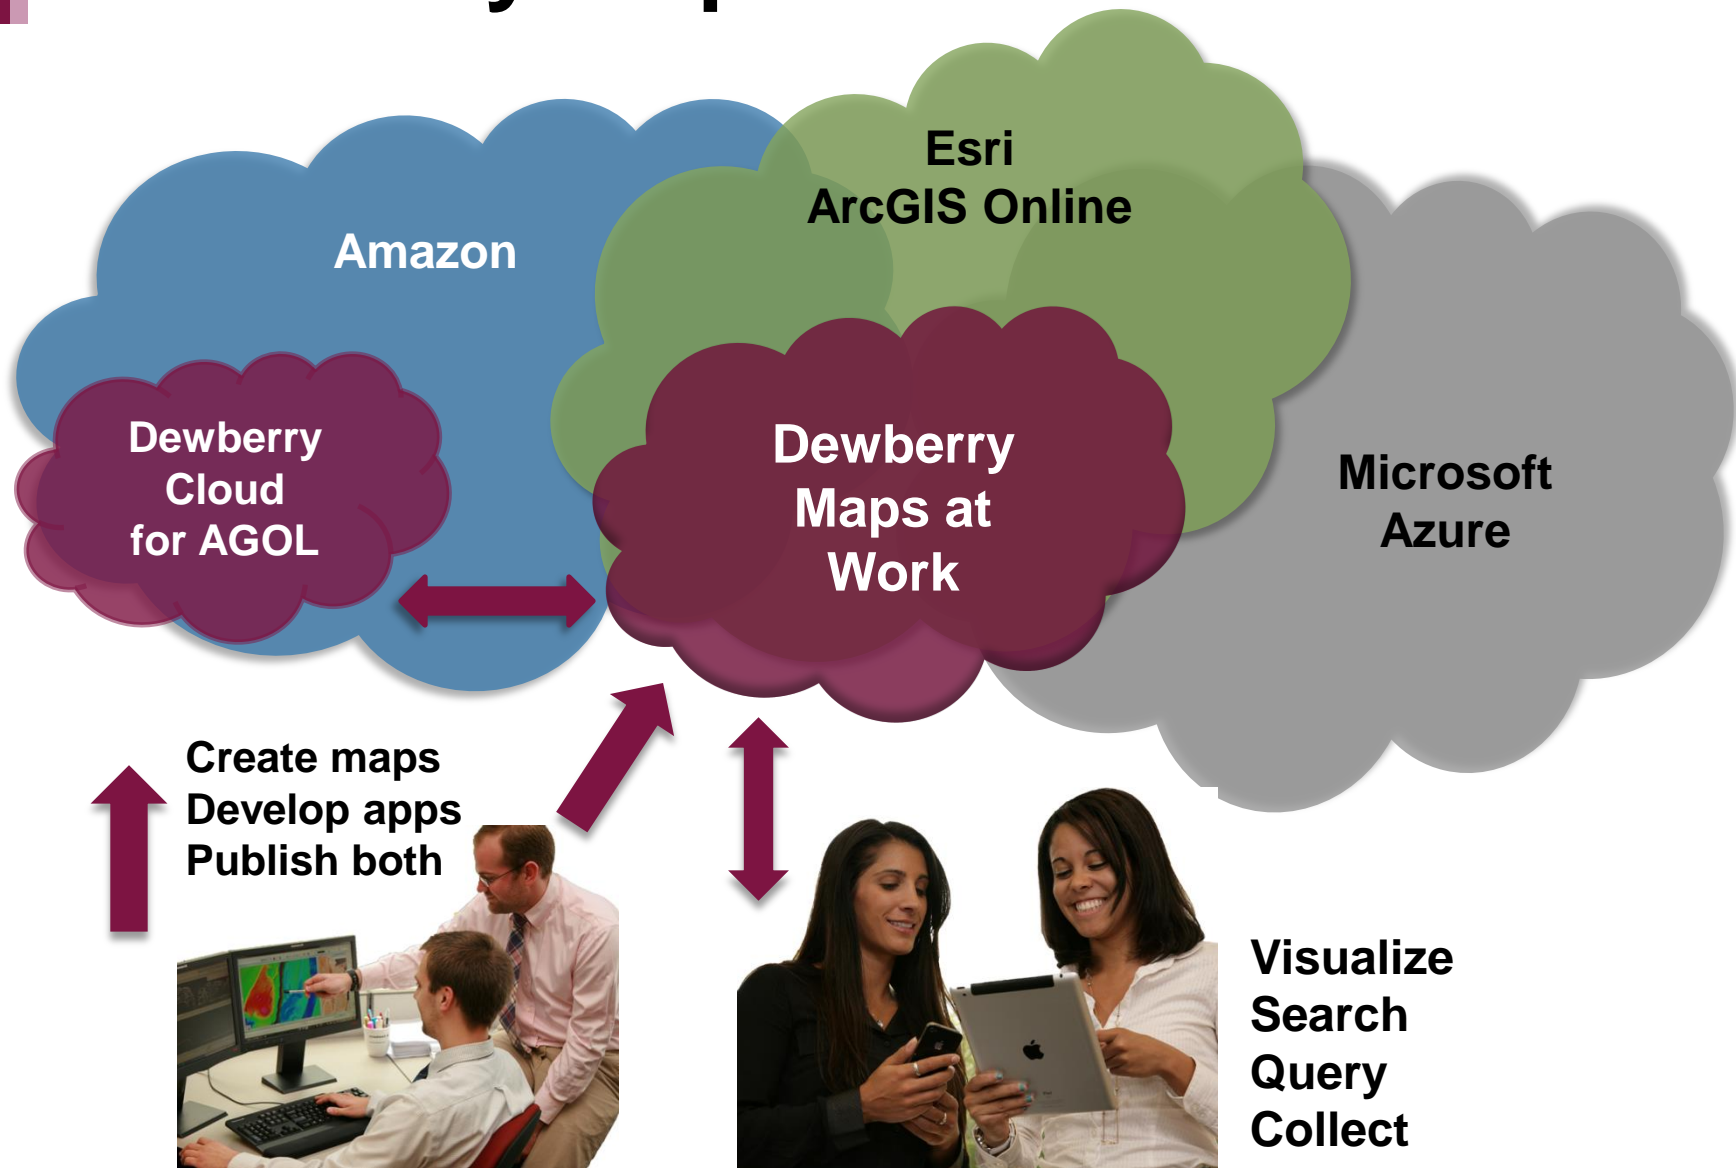 Esri
ArcGIS Online
Amazon
Dewberry
Cloud
for AGOL
Dewberry
Maps at
Work
Microsoft
Azure
Create maps
Develop apps
Publish both
Visualize
Search
Query
Collect